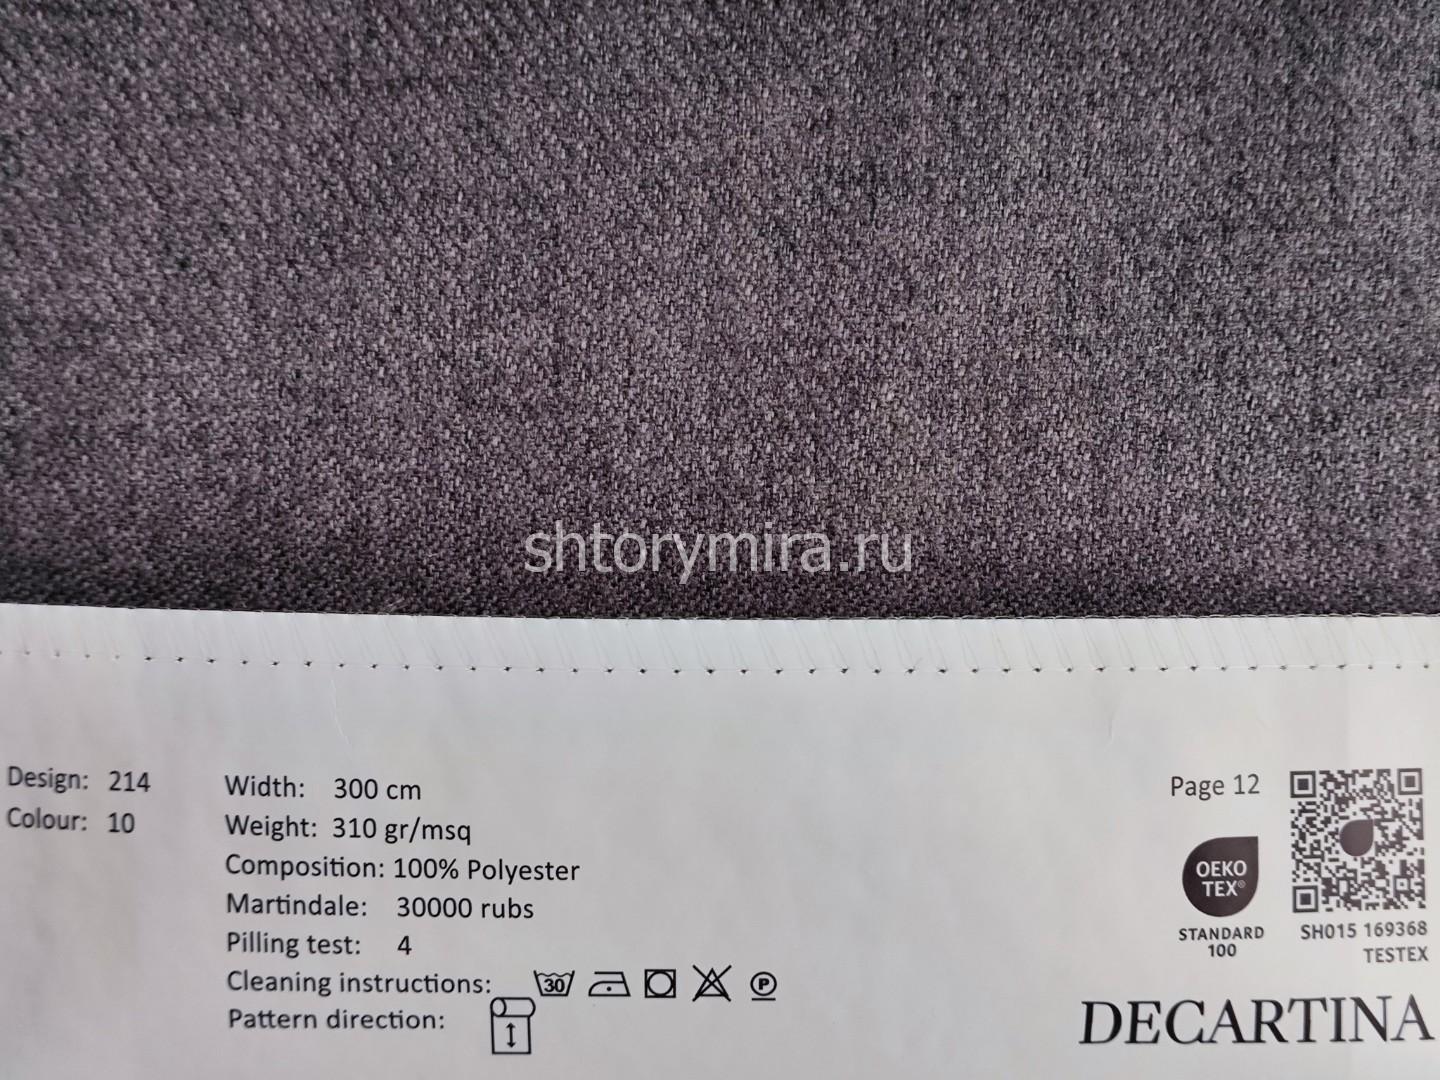 shtorymira.ru
Design: 214
Colour: 10
Width: 300 cm
Weight: 310 gr/msq
Composition: 100% Polyester
Martindale: 30000 rubs
Pilling test: 4
Cleaning instructions: 30 P
Pattern direction:
Page 12
OEKO
TEX®
STANDARD
100
SH015 169368
TESTEX
DECARTINA